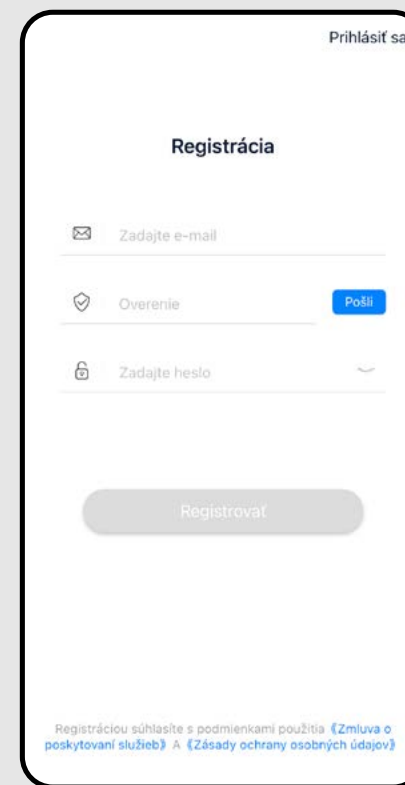 Prihlásiť sa
Registrácia
Zadajte e-mail
Overenie
Pošli
Zadajte heslo
Registrovať
Registráciou súhlasíte s podmienkami použitia 《Zmluva o
poskytovaní služieb》 A 《Zásady ochrany osobných údajov》